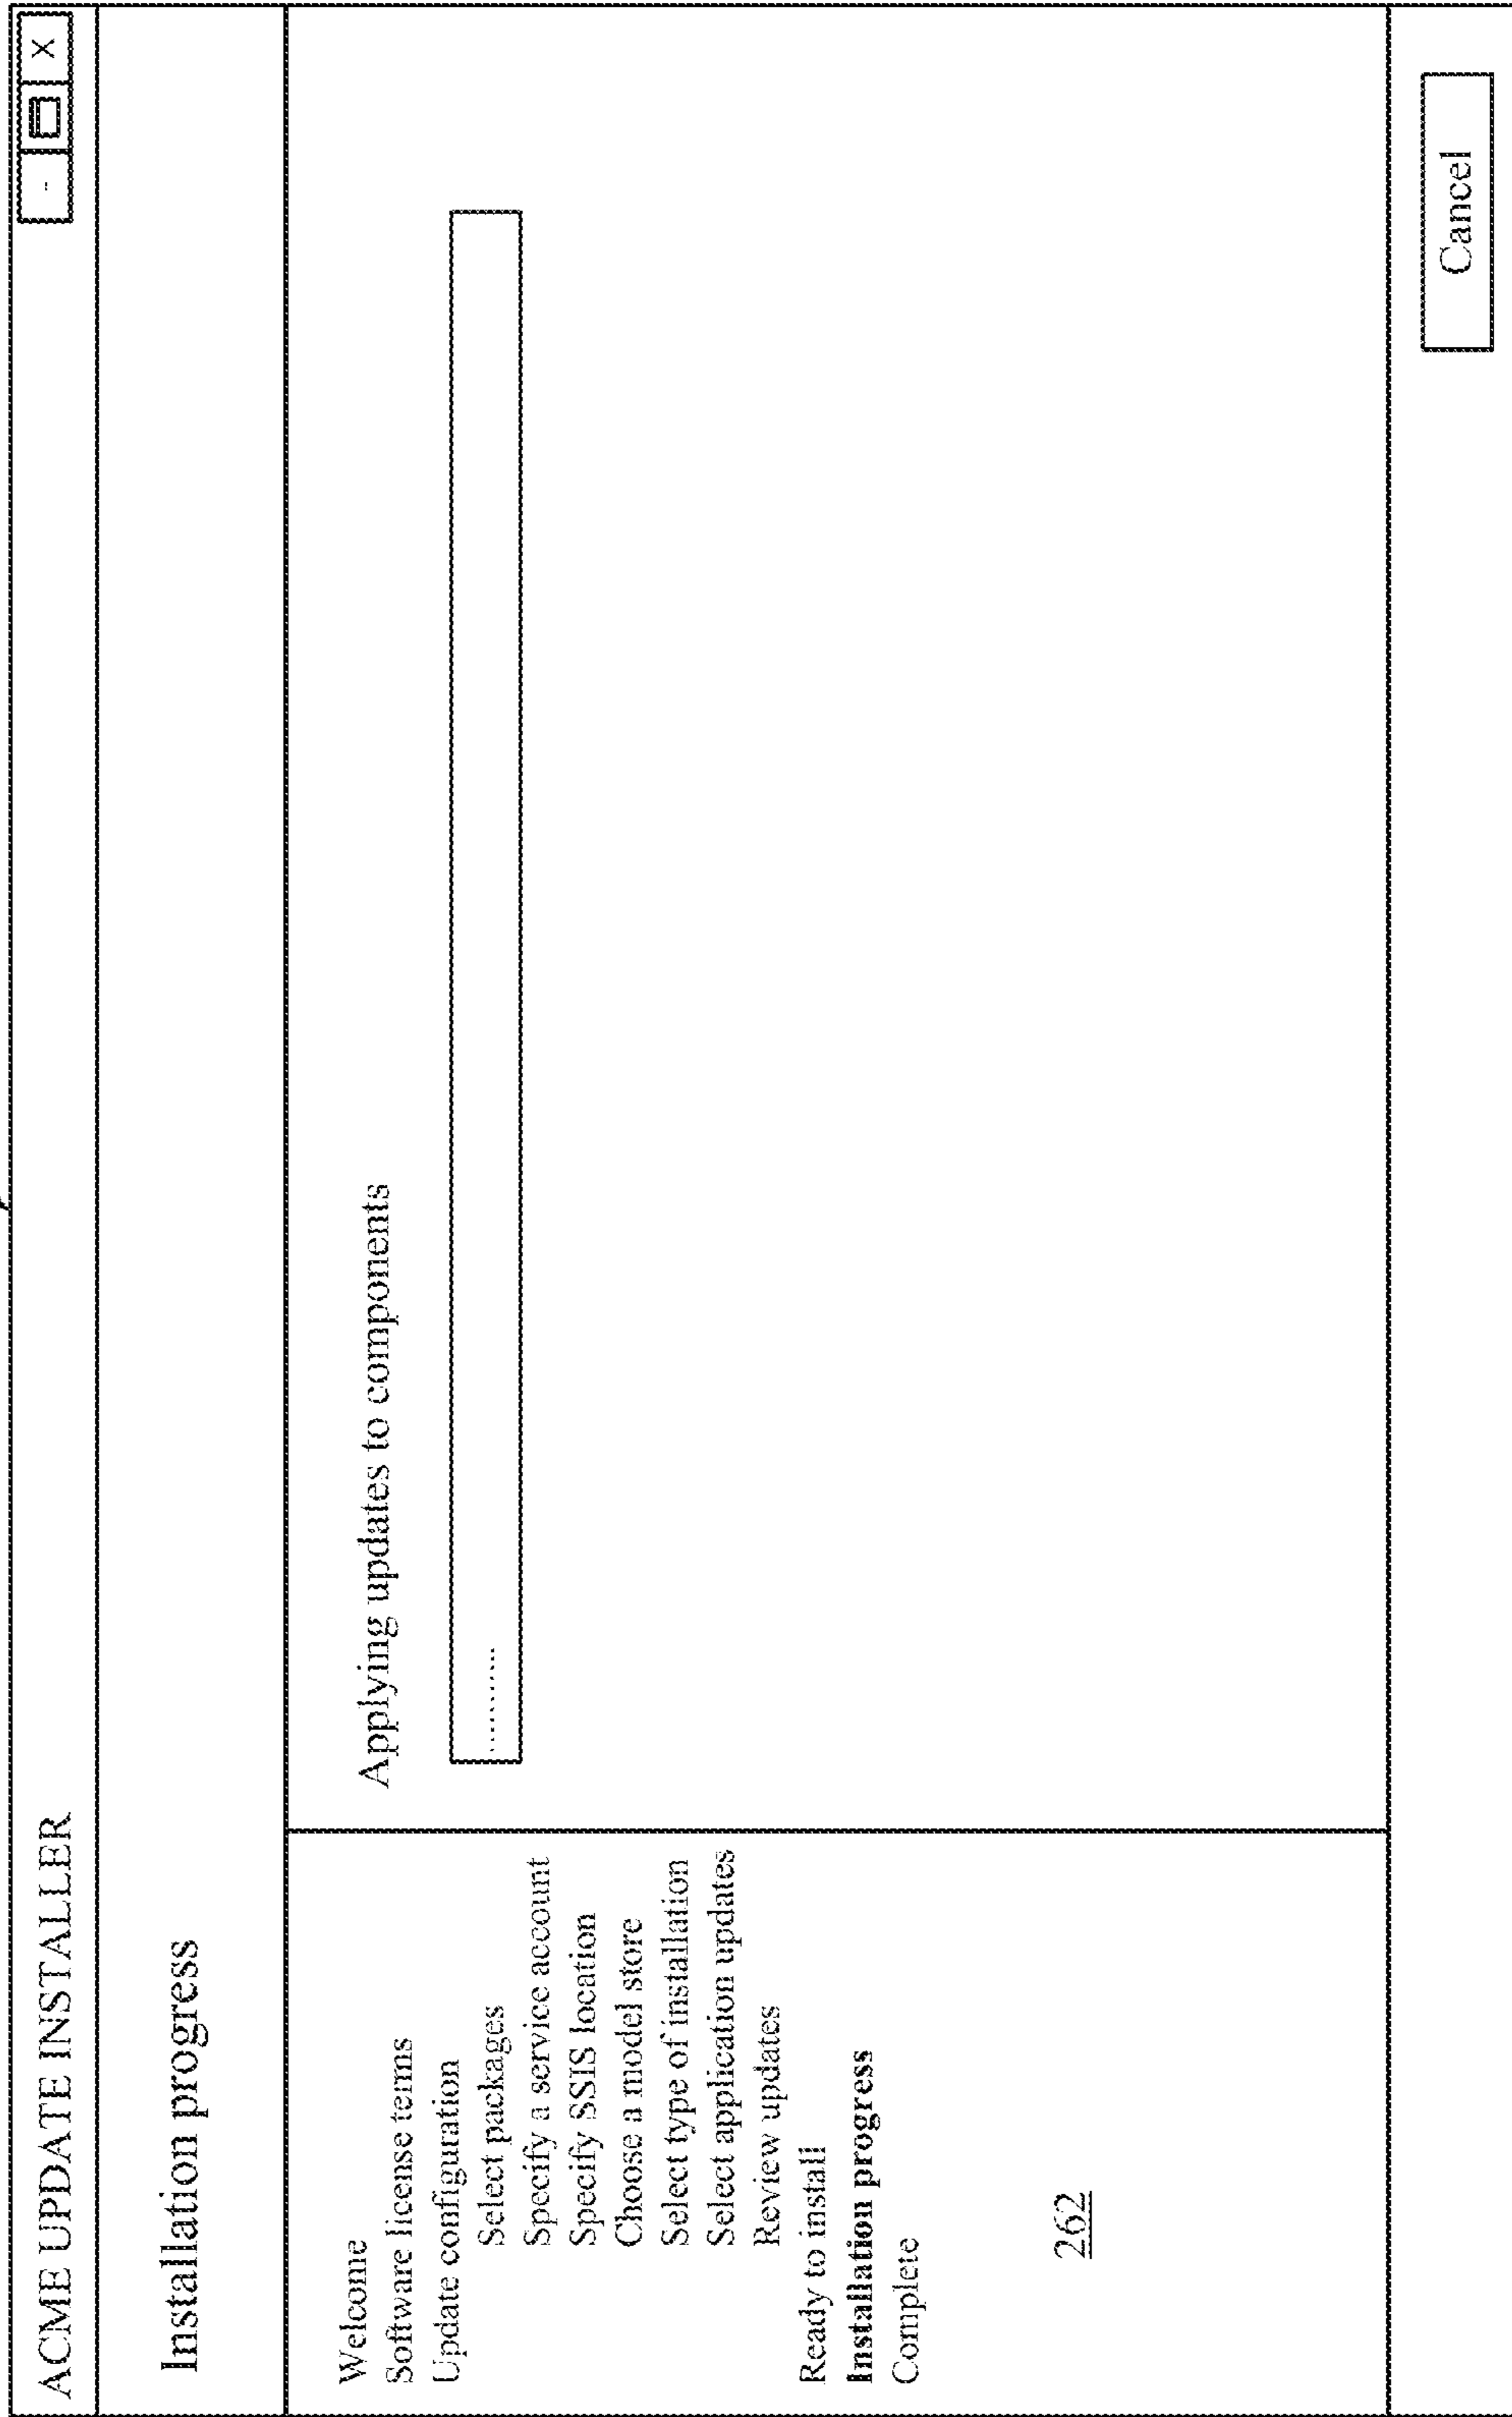 ACME UPDATE INSTALLER
- X
Installation progress
Welcome
Software license terms
Update configuration
Select packages
Specify a service account
Specify SSIS location
Choose a model store
Select type of installation
Select application updates
Review updates
Ready to install
Installation progress
Complete
262
Applying updates to components
..........
Cancel